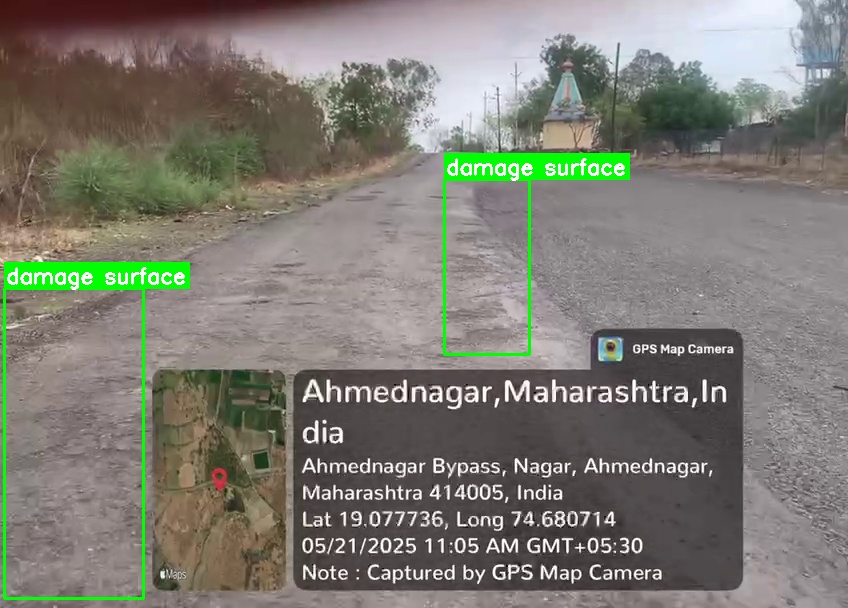 damage surface
damage surface
GPS Map Camera
Ahmednagar,Maharashtra,In
dia
Ahmednagar Bypass, Nagar, Ahmednagar,
Maharashtra 414005, India
Lat 19.077736, Long 74.680714
05/21/2025 11:05 AM GMT+05:30
Note : Captured by GPS Map Camera
Maps